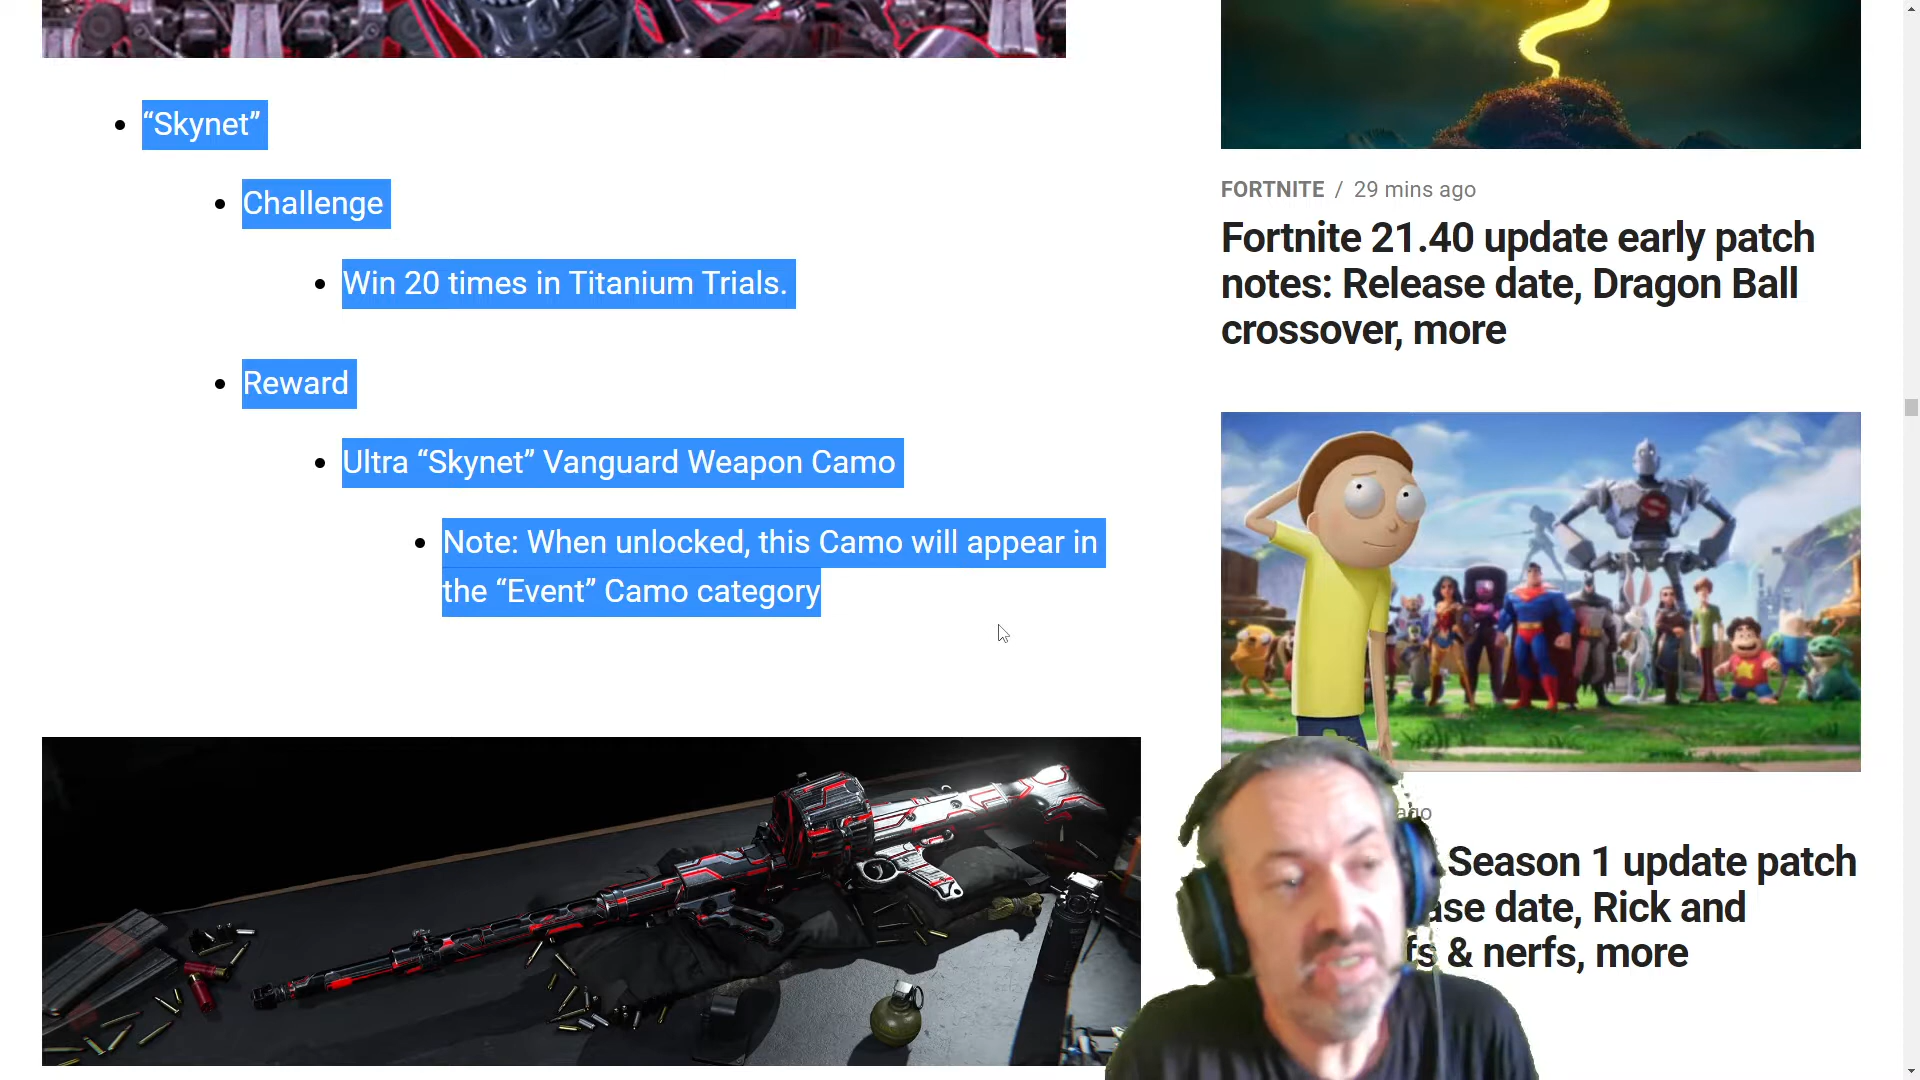 “Skynet”
Challenge
Win 20 times in Titanium Trials.
Reward
Ultra “Skynet” Vanguard Weapon Camo
Note: When unlocked, this Camo will appear in
the “Event” Camo category
FORTNITE / 29 mins ago
Fortnite 21.40 update early patch
notes: Release date, Dragon Ball
crossover, more
ago
Season 1 update patch
date, Rick and
& nerfs, more